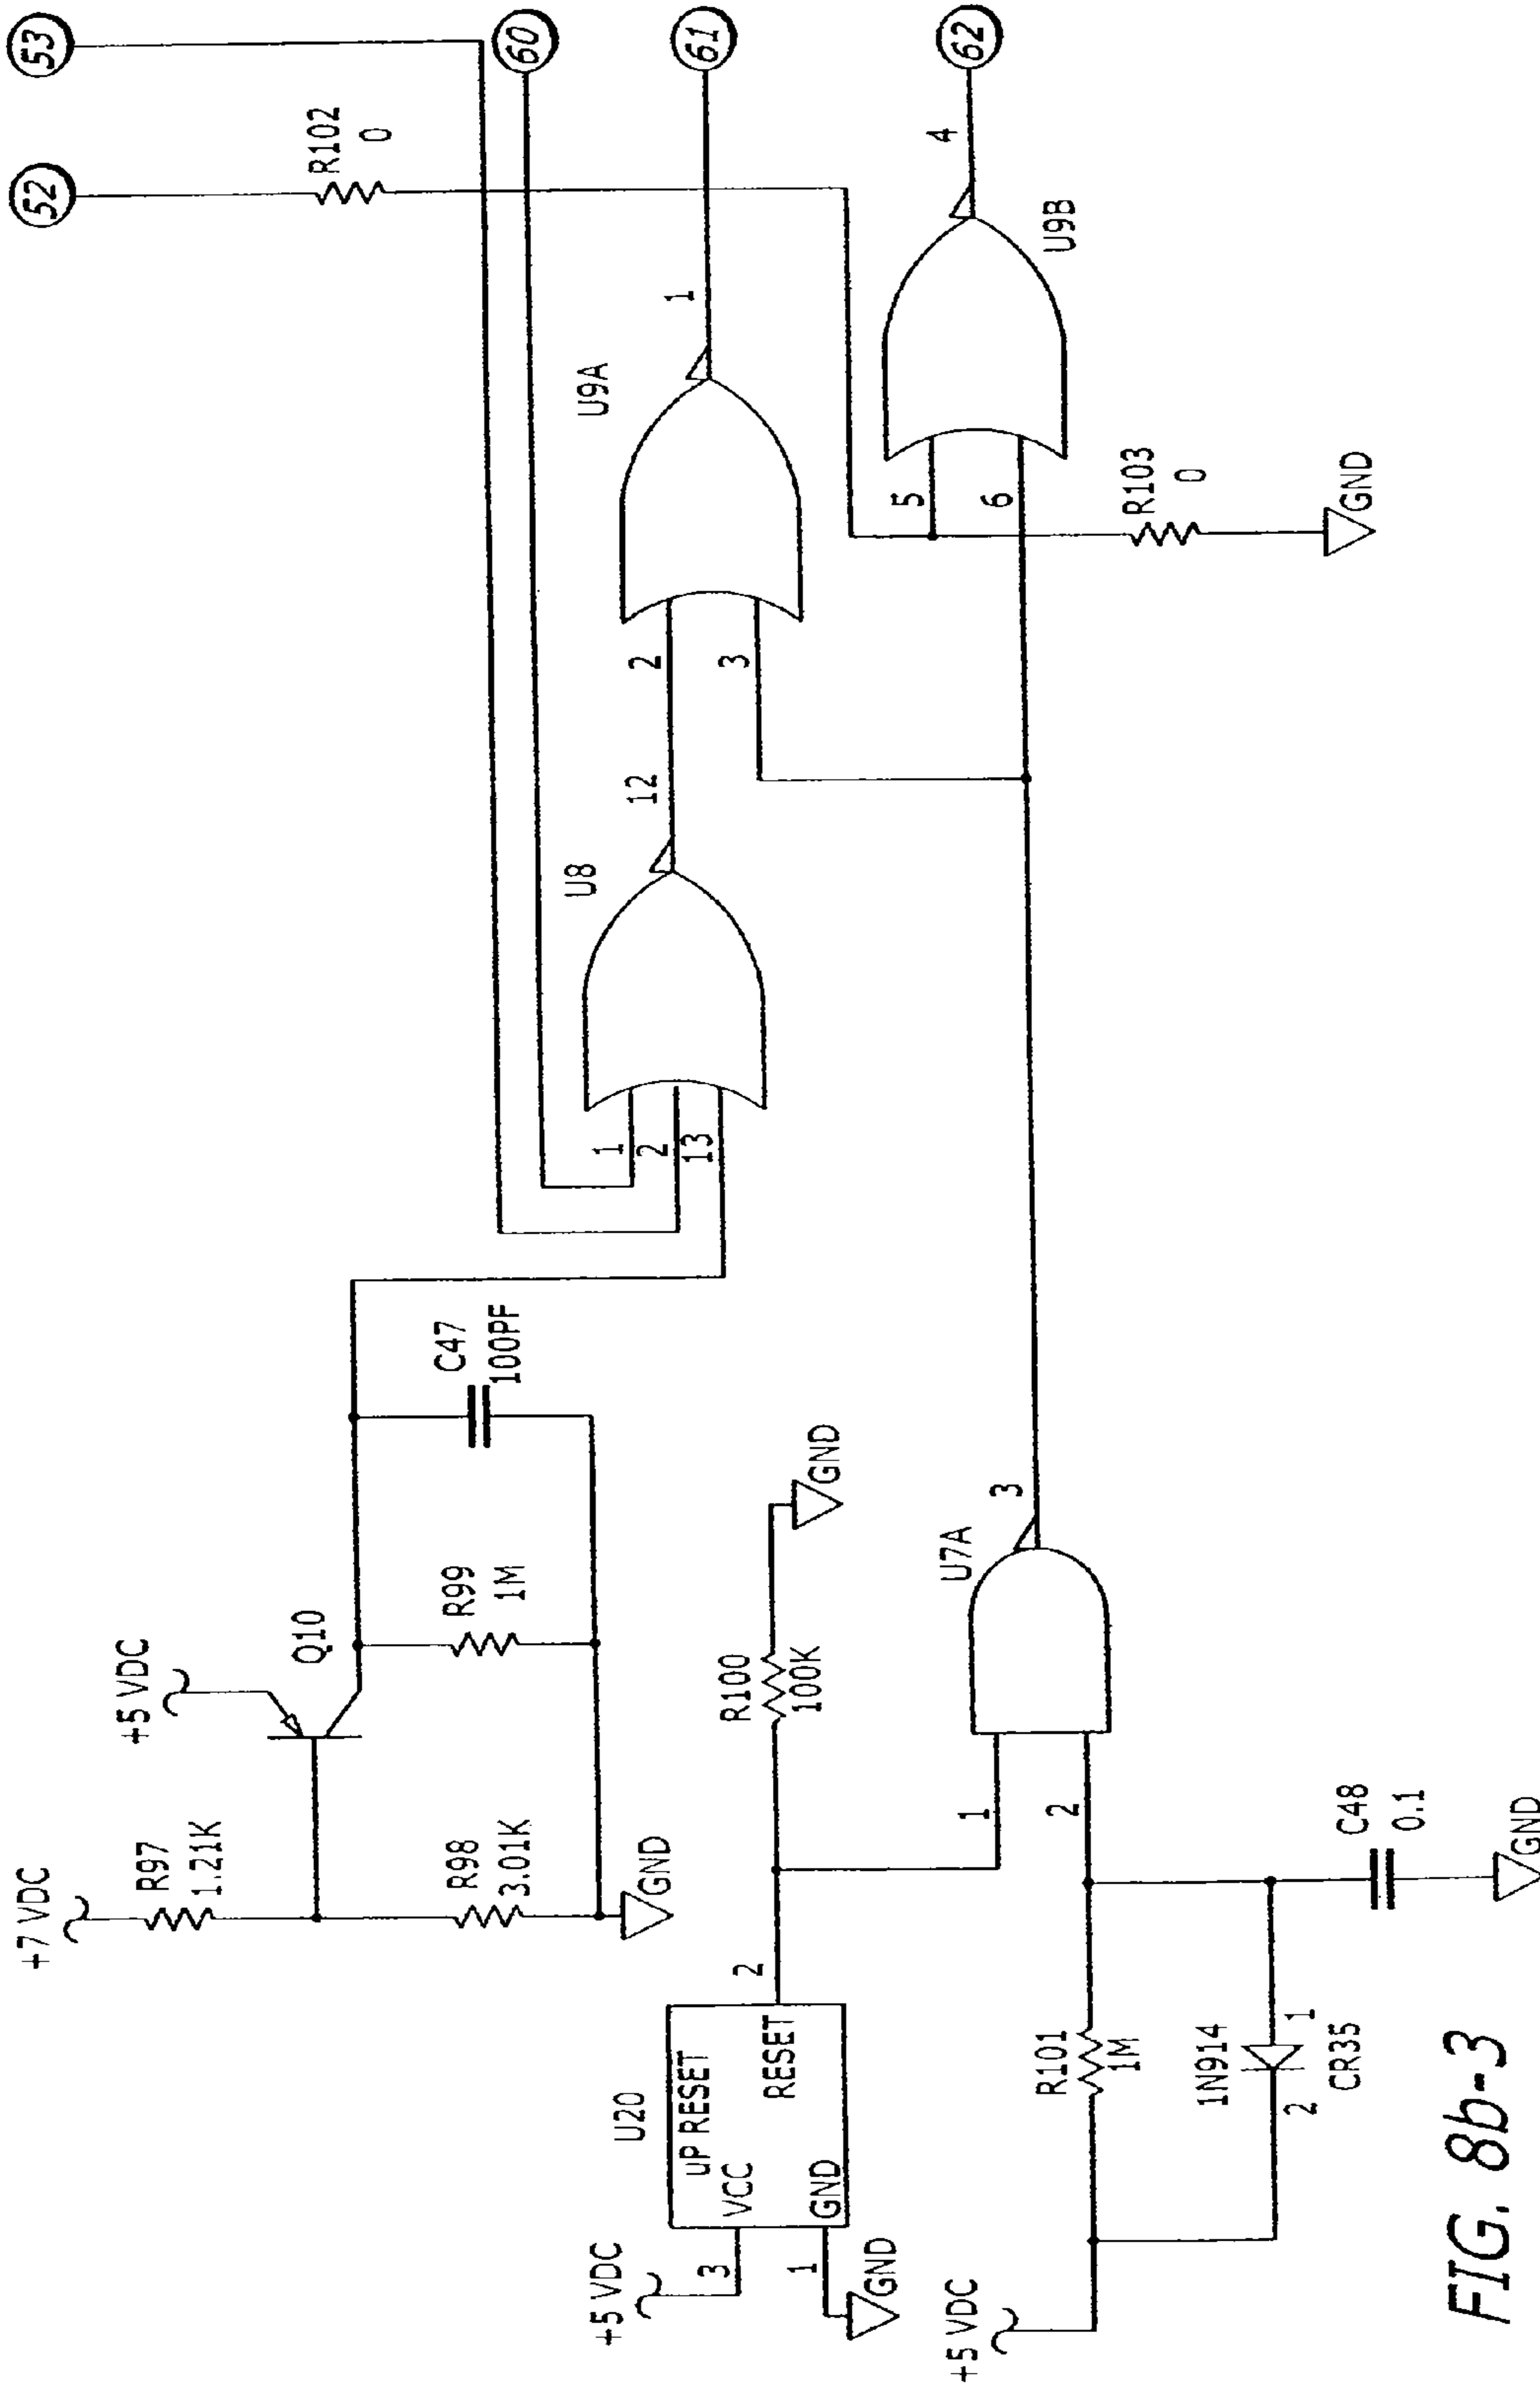 53
52
60
61
62
R102
0
+7 VDC
R97
1.21K
+5 VDC
Q10
R98
3.01K
R99
1M
C47
100PF
GND
U8
1
2
13
12
U9A
2
3
1
U9B
5
6
4
R103
0
GND
U20
uP RESET
VCC
RESET
GND
+5 VDC
3
1
2
GND
R100
100K
GND
U7A
1
2
3
+5 VDC
R101
1M
1N914
2
1
CR35
C48
0.1
GND
FIG. 8b-3